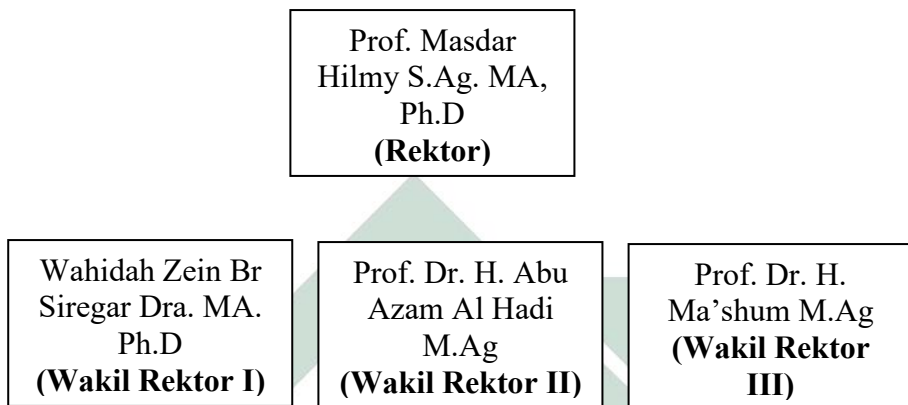 Prof. Masdar
Hilmy S.Ag. MA,
Ph.D
(Rektor)
Wahidah Zein Br
Siregar Dra. MA.
Ph.D
(Wakil Rektor I)
Prof. Dr. H. Abu
Azam Al Hadi
M.Ag
(Wakil Rektor II)
Prof. Dr. H.
Ma’shum M.Ag
(Wakil Rektor
III)